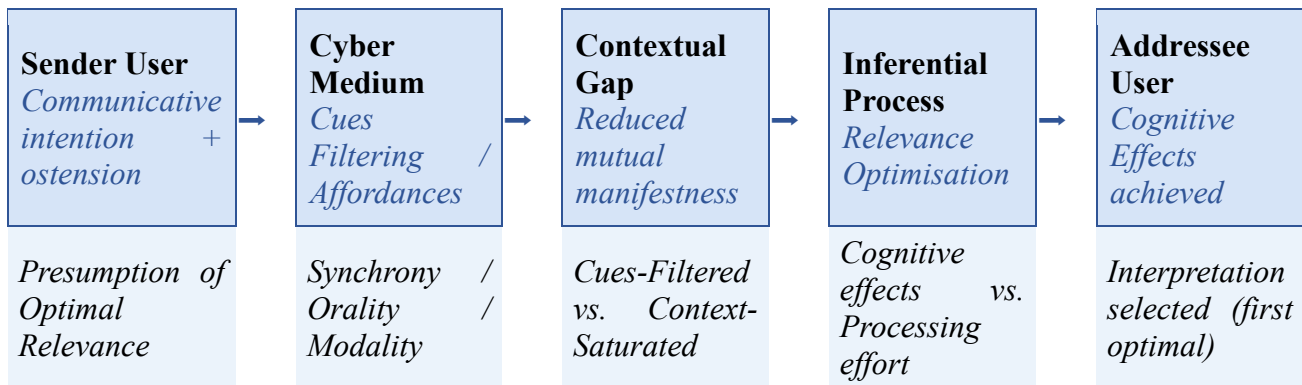 Sender User
Communicative
intention +
ostension
Presumption of
Optimal
Relevance
Cyber
Medium
Cues
Filtering /
Affordances
Synchrony /
Orality /
Modality
Contextual
Gap
Reduced
mutual
manifestness
Cues-Filtered
vs. Context-
Saturated
Inferential
Process
Relevance
Optimisation
Cognitive
effects vs.
Processing
effort
Addressee
User
Cognitive
Effects
achieved
Interpretation
selected (first
optimal)